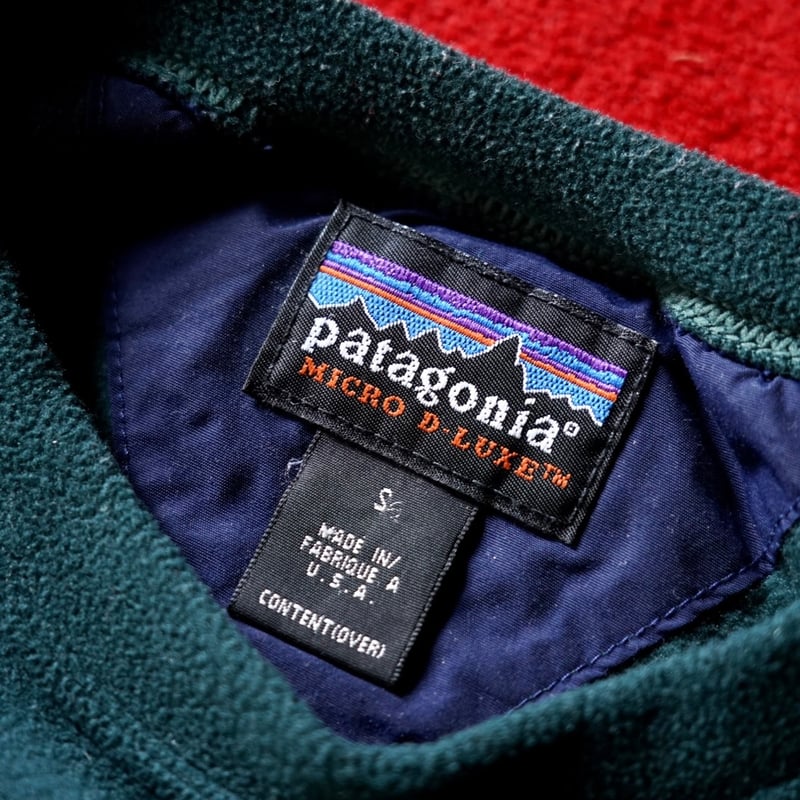 patagonia®
MICRO D-LUXE™
S
MADE IN/
FABRIQUE A
U.S.A.
CONTENT(OVER)